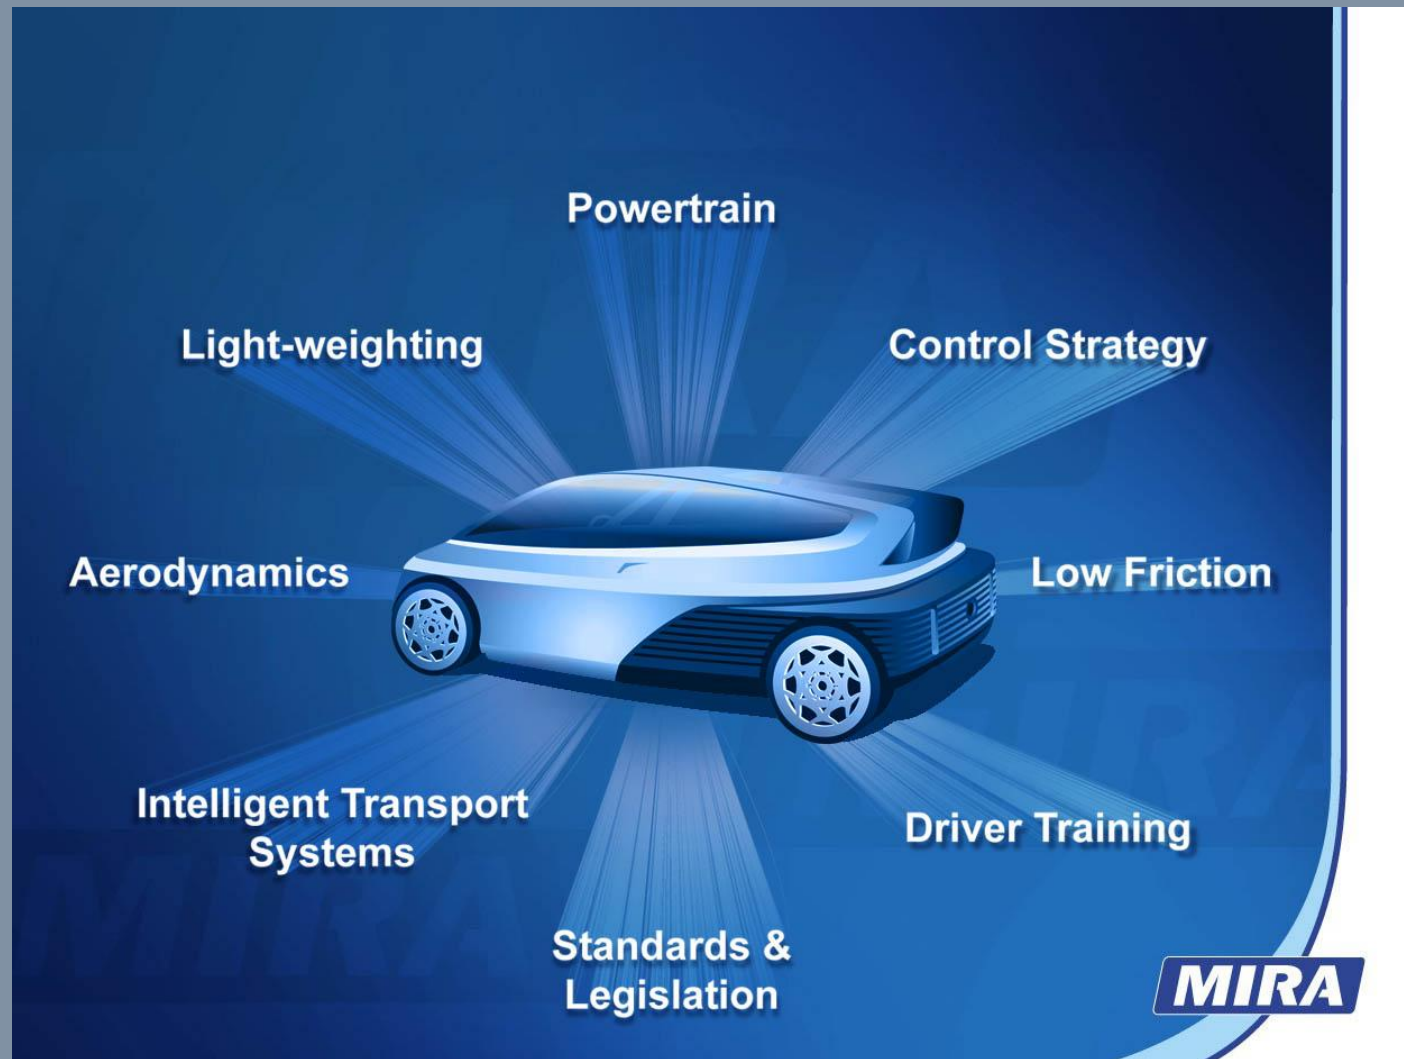 Powertrain
Light-weighting
Control Strategy
Aerodynamics
Low Friction
Intelligent Transport
Systems
Driver Training
Standards &
Legislation
MIRA